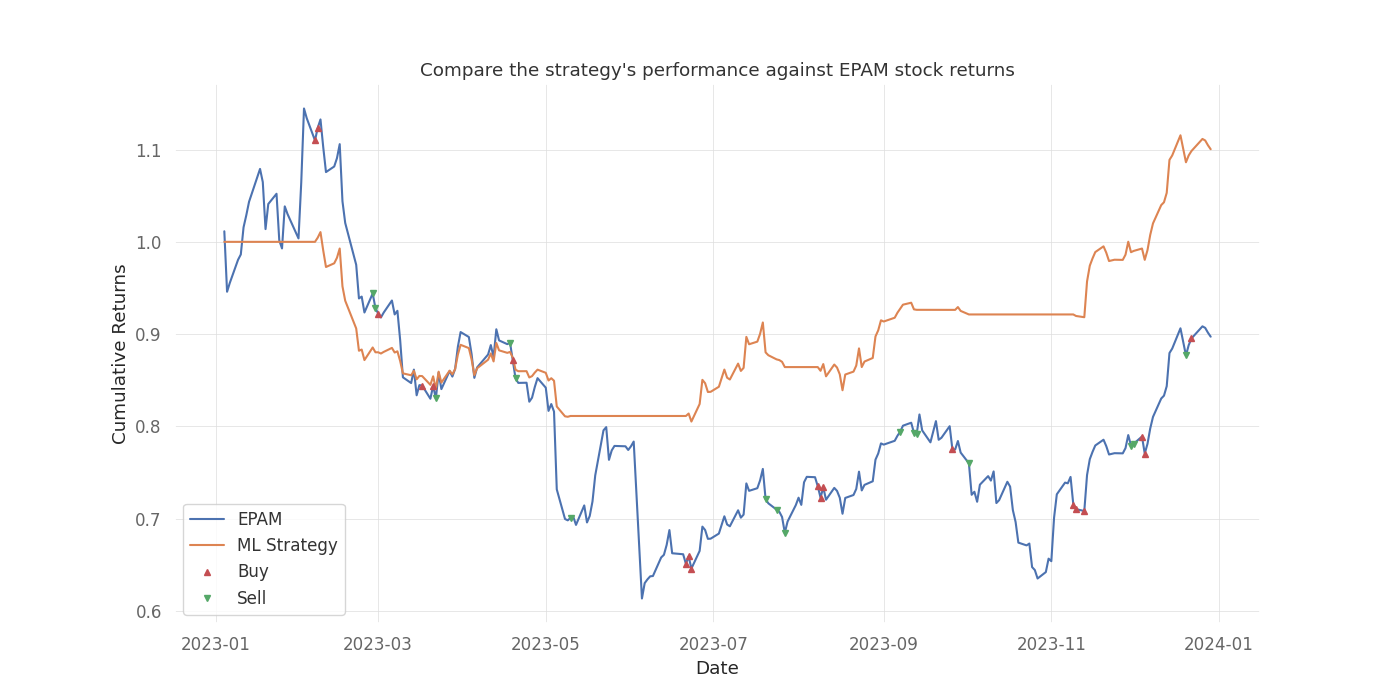 Compare the strategy's performance against EPAM stock returns
Cumulative Returns
1.1
1.0
0.9
0.8
0.7
0.6
EPAM
ML Strategy
Buy
Sell
2023-01
2023-03
2023-05
2023-07
2023-09
2023-11
2024-01
Date